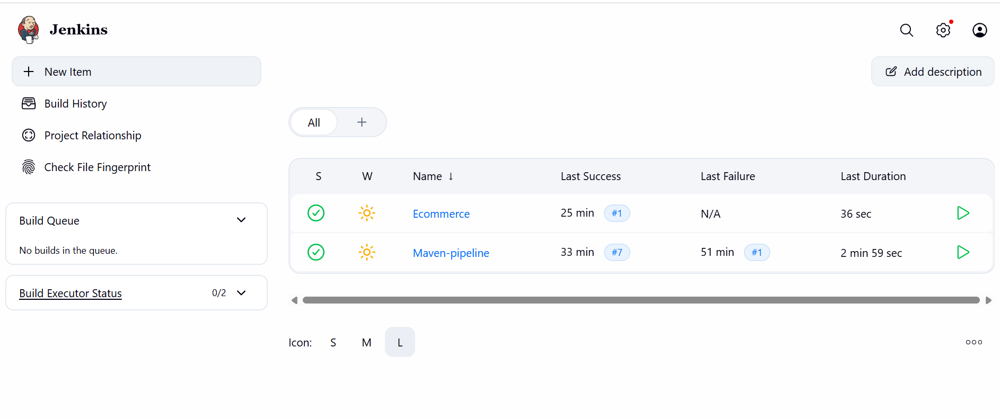 Jenkins
New Item
Add description
Build History
All
Project Relationship
Check File Fingerprint
S W Name ↓ Last Success Last Failure Last Duration
Ecommerce 25 min #1 N/A 36 sec
Maven-pipeline 33 min #7 51 min #1 2 min 59 sec
Build Queue
No builds in the queue.
Build Executor Status 0/2
Icon: S M L